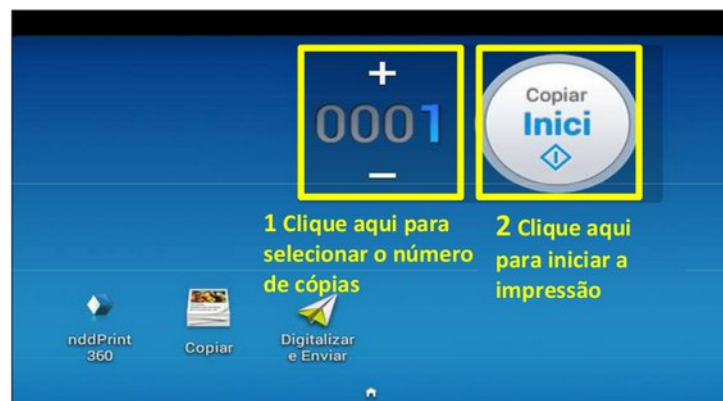 +
0001
−
Copiar
Inici
1 Clique aqui para
selecionar o número
de cópias
2 Clique aqui
para iniciar a
impressão
nddPrint
360
Copiar
Digitalizar
e Enviar